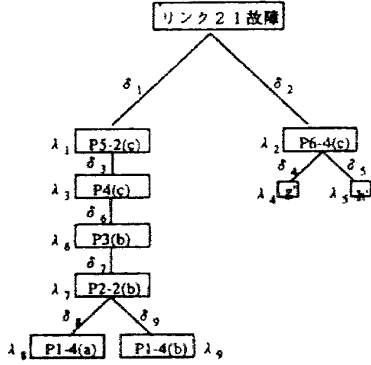 リンク２１故障
δ1 δ2
λ1 P5-2(c) λ2 P6-4(c)
δ3 δ4 δ5
λ3 P4(c) λ4 λ5
δ6
λ6 P3(b)
δ7
λ7 P2-2(b)
δ8 δ9
λ8 P1-4(a) P1-4(b) λ9